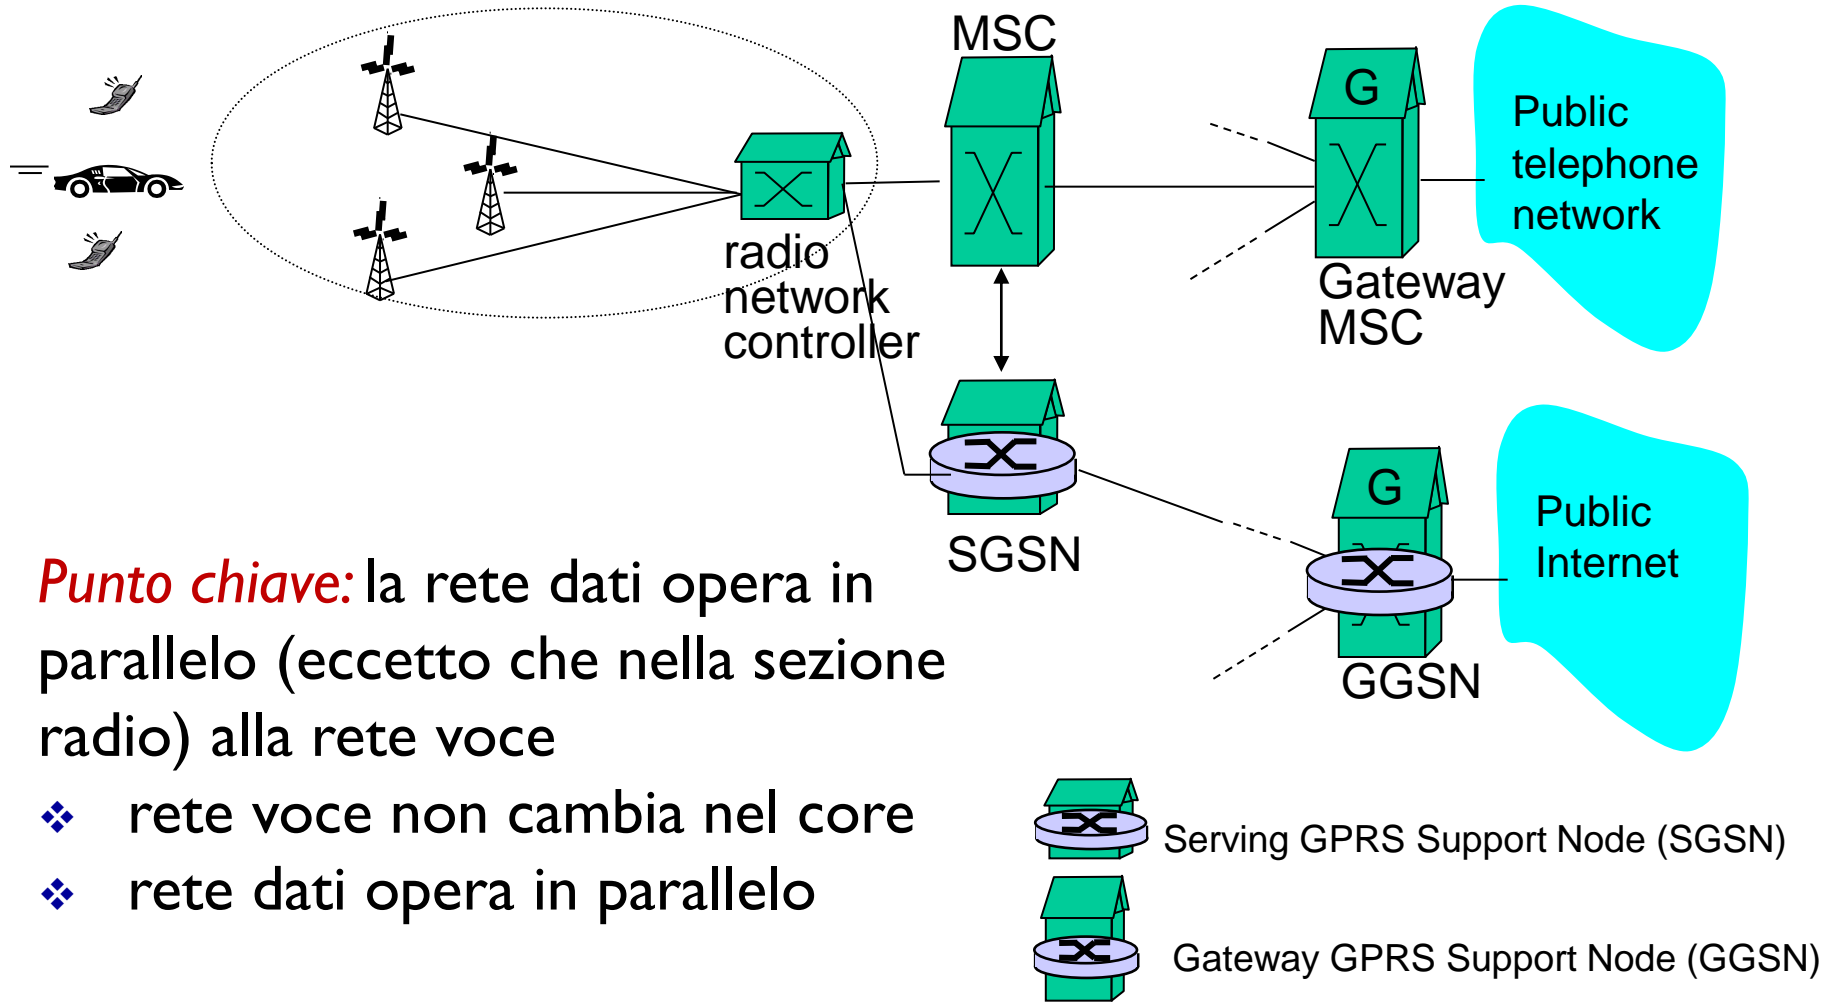 MSC
G
Public
telephone
network
radio
network
controller
Gateway
MSC
SGSN
G
Public
Internet
GGSN
Punto chiave: la rete dati opera in
parallelo (eccetto che nella sezione
radio) alla rete voce
rete voce non cambia nel core
rete dati opera in parallelo
Serving GPRS Support Node (SGSN)
Gateway GPRS Support Node (GGSN)